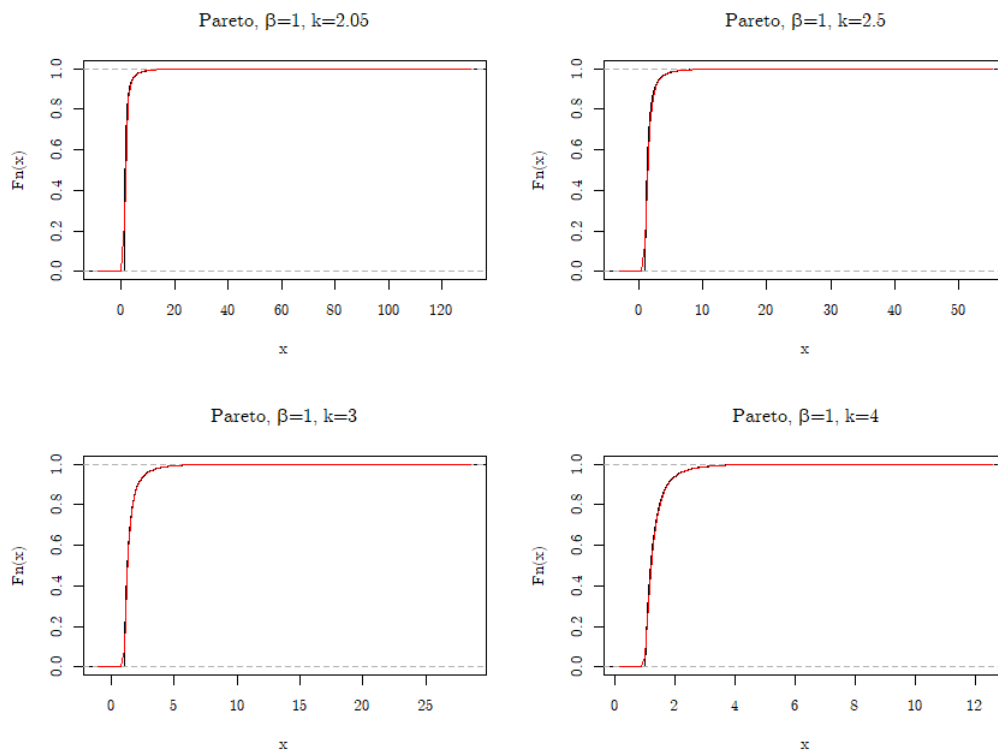 Pareto, β=1, k=2.05
Fn(x)
0.0 0.2 0.4 0.6 0.8 1.0
0 20 40 60 80 100 120
x
Pareto, β=1, k=2.5
Fn(x)
0.0 0.2 0.4 0.6 0.8 1.0
0 10 20 30 40 50
x
Pareto, β=1, k=3
Fn(x)
0.0 0.2 0.4 0.6 0.8 1.0
0 5 10 15 20 25
x
Pareto, β=1, k=4
Fn(x)
0.0 0.2 0.4 0.6 0.8 1.0
0 2 4 6 8 10 12
x